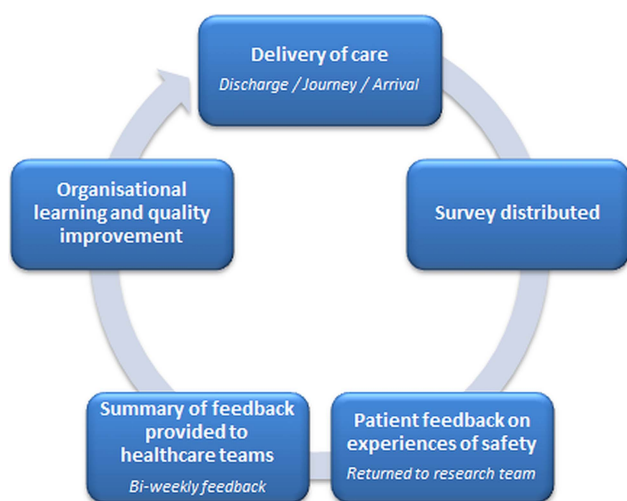 Delivery of care
Discharge / Journey / Arrival
Survey distributed
Patient feedback on
experiences of safety
Returned to research team
Summary of feedback
provided to
healthcare teams
Bi-weekly feedback
Organisational
learning and quality
improvement